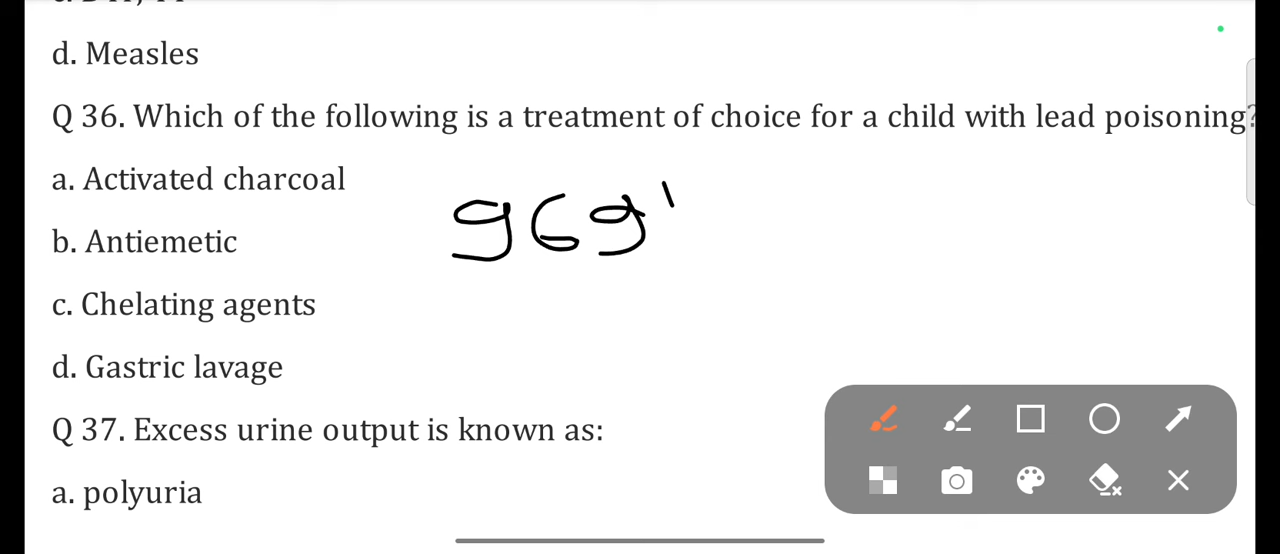 d. Measles
Q 36. Which of the following is a treatment of choice for a child with lead poisoning?
a. Activated charcoal
969'
b. Antiemetic
c. Chelating agents
d. Gastric lavage
Q 37. Excess urine output is known as:
a. polyuria